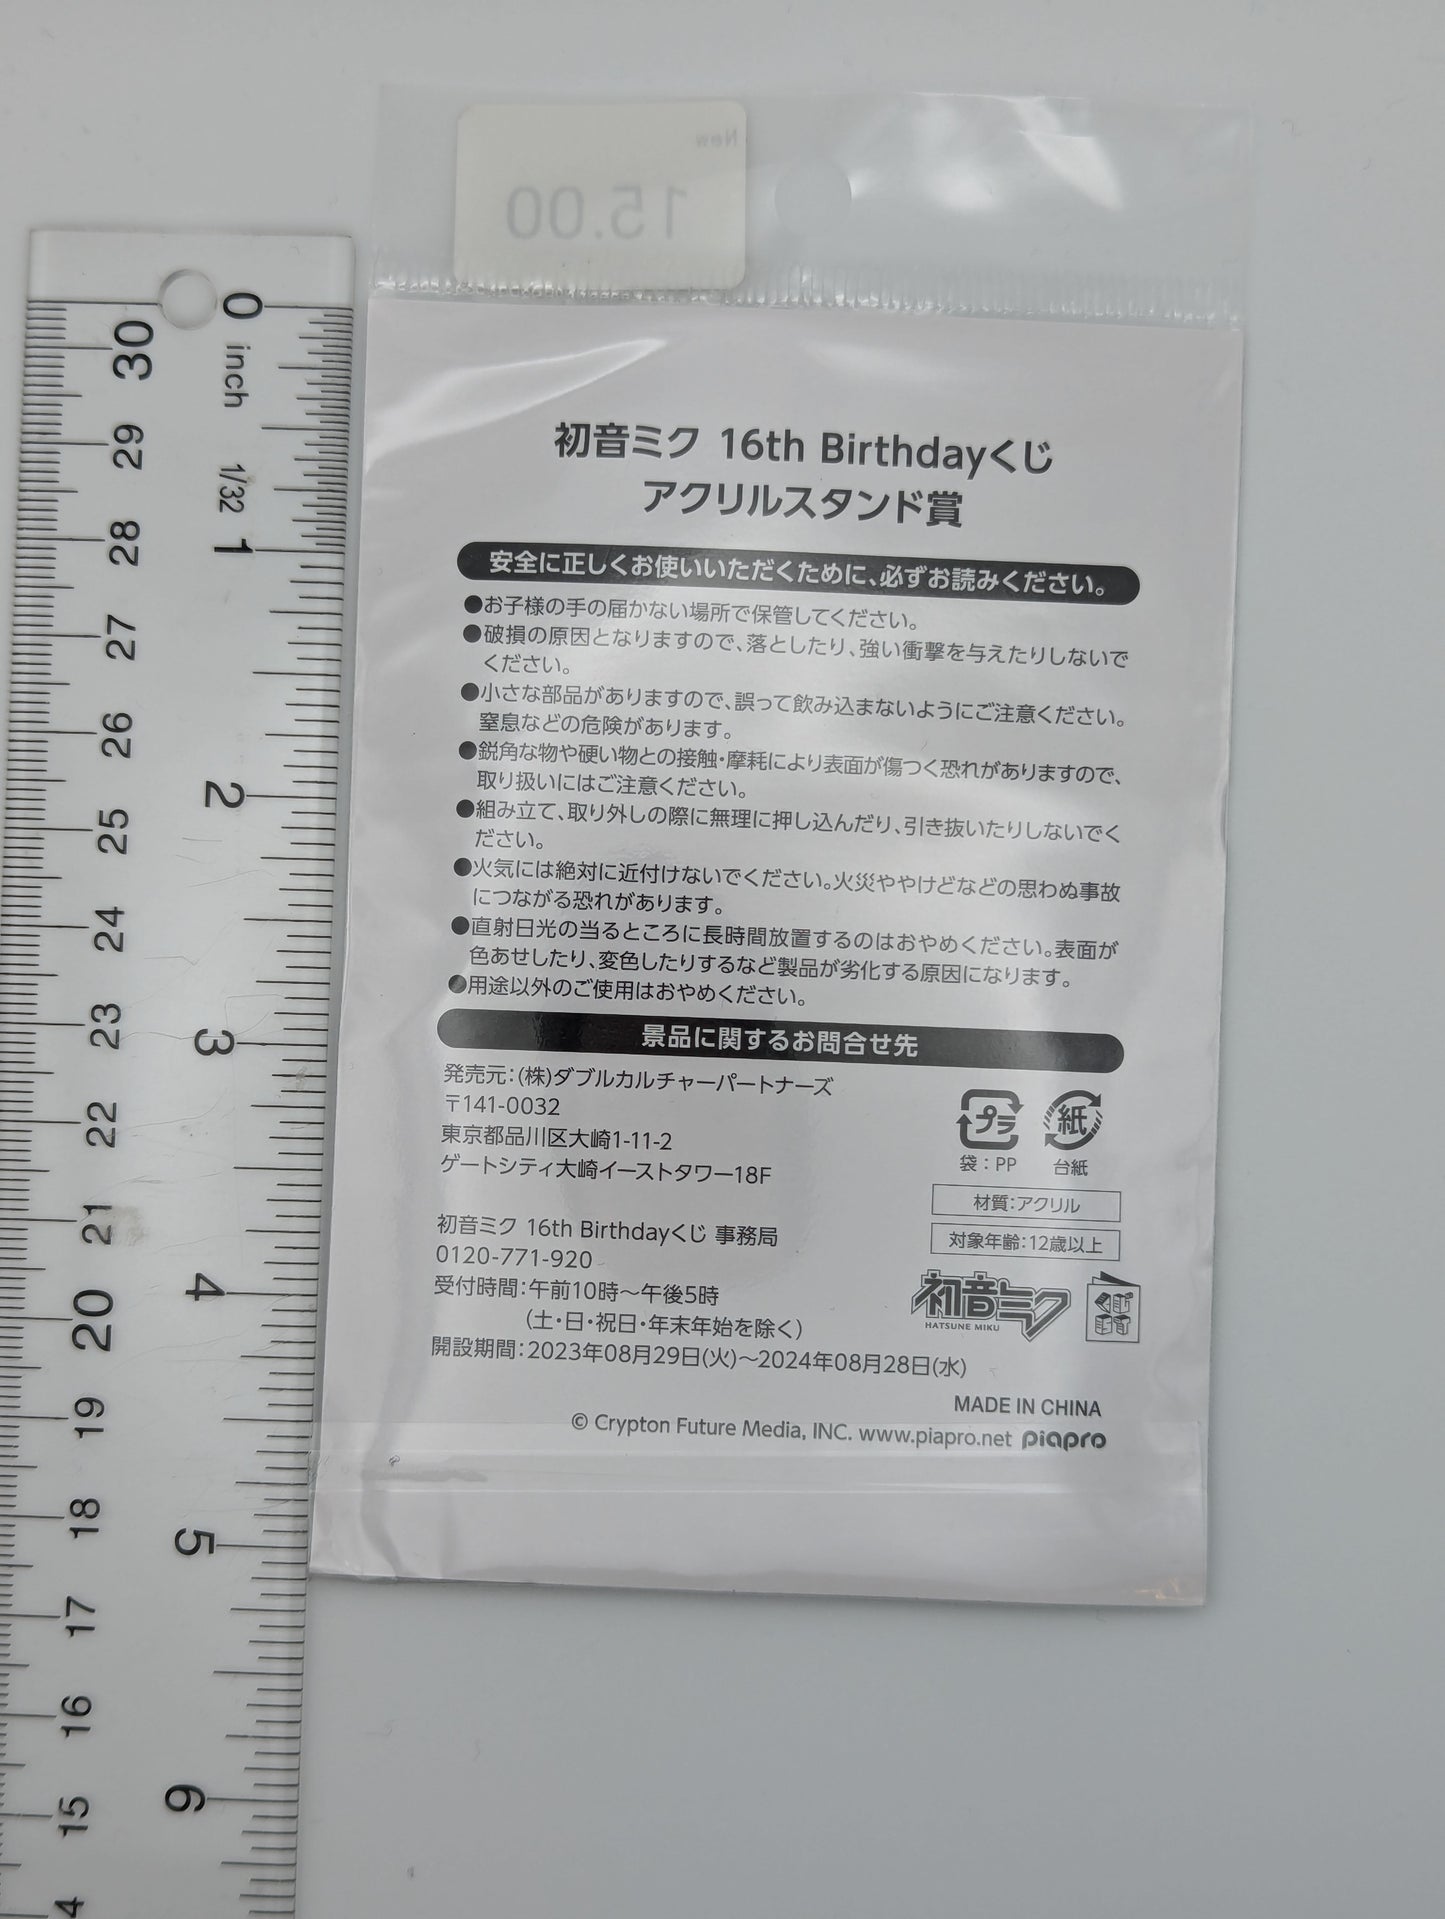 New
15.00
初音ミク 16th Birthdayくじ
アクリルスタンド賞
安全に正しくお使いいただくために、必ずお読みください。
●お子様の手の届かない場所で保管してください。
●破損の原因となりますので、落としたり、強い衝撃を与えたりしないで
ください。
●小さな部品がありますので、誤って飲み込まないようにご注意ください。
窒息などの危険があります。
●鋭角な物や硬い物との接触・摩耗により表面が傷つく恐れがありますので、
取り扱いにはご注意ください。
●組み立て、取り外しの際に無理に押し込んだり、引き抜いたりしないでく
ださい。
●火気には絶対に近付けないでください。火災ややけどなどの思わぬ事故
につながる恐れがあります。
●直射日光の当るところに長時間放置するのはおやめください。表面が
色あせしたり、変色したりするなど製品が劣化する原因になります。
●用途以外のご使用はおやめください。
景品に関するお問合せ先
発売元:(株)ダブルカルチャーパートナーズ
〒141-0032
東京都品川区大崎1-11-2
ゲートシティ大崎イーストタワー18F
初音ミク 16th Birthdayくじ 事務局
0120-771-920
受付時間:午前10時〜午後5時
(土・日・祝日・年末年始を除く)
開設期間:2023年08月29日(火)〜2024年08月28日(水)
プラ
紙
袋:PP
台紙
材質:アクリル
対象年齢:12歳以上
初音ミク
HATSUNE MIKU
MADE IN CHINA
© Crypton Future Media, INC. www.piapro.net piapro
0
inch
1/32
1
2
3
4
5
6
30
29
28
27
26
25
24
23
22
21
20
19
18
17
16
15
4